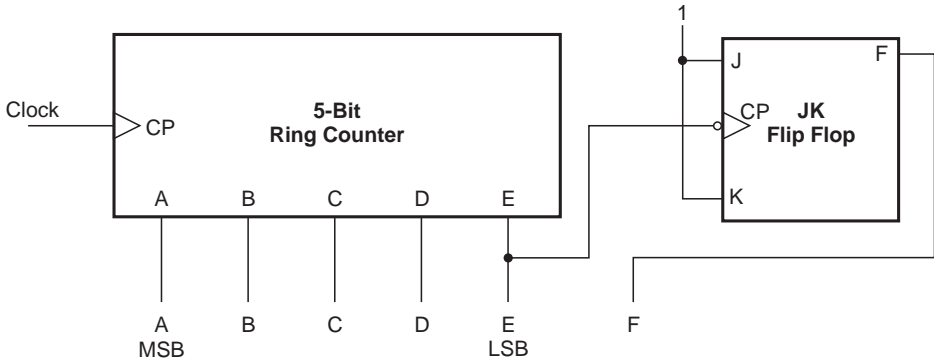 1
J
F
Clock
CP
5-Bit
Ring Counter
CP
JK
Flip Flop
A B C D E
K
A B C D E F
MSB LSB